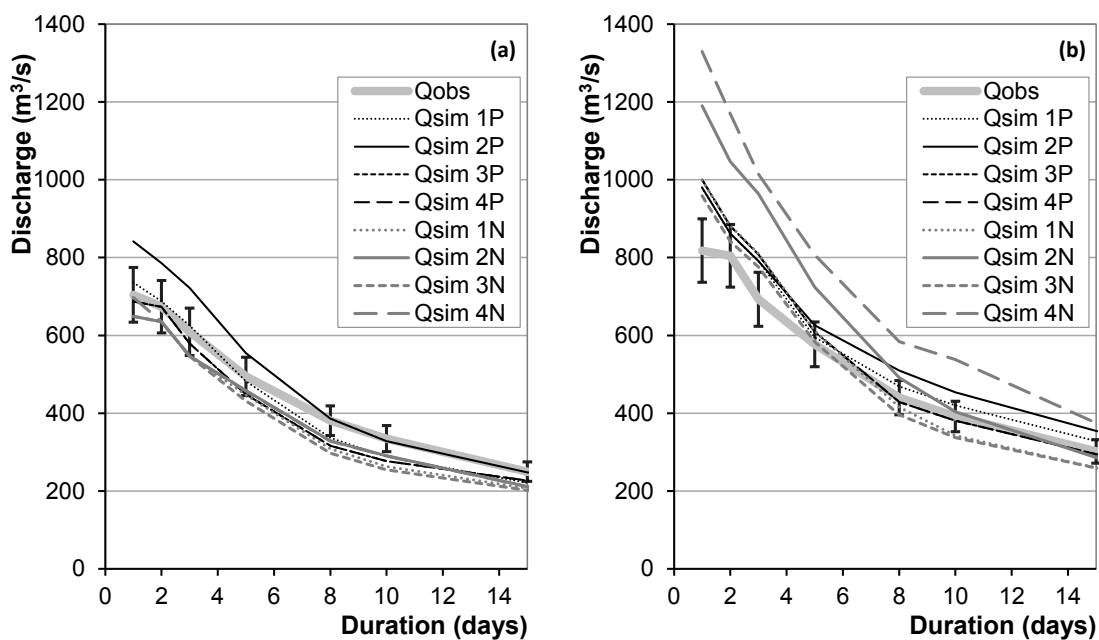 (a)
Discharge (m³/s)
1400
1200
1000
800
600
400
200
0
Qobs
Qsim 1P
Qsim 2P
Qsim 3P
Qsim 4P
Qsim 1N
Qsim 2N
Qsim 3N
Qsim 4N
0 2 4 6 8 10 12 14
Duration (days)
(b)
Discharge (m³/s)
1400
1200
1000
800
600
400
200
0
Qobs
Qsim 1P
Qsim 2P
Qsim 3P
Qsim 4P
Qsim 1N
Qsim 2N
Qsim 3N
Qsim 4N
0 2 4 6 8 10 12 14
Duration (days)